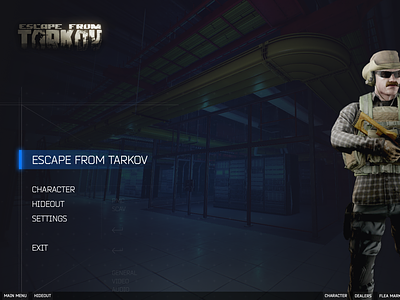 ESCAPE FROM
TARKOV
ESCAPE FROM TARKOV
CHARACTER
HIDEOUT
SETTINGS
EXIT
MAIN MENU HIDEOUT CHARACTER DEALERS FLEA MARK